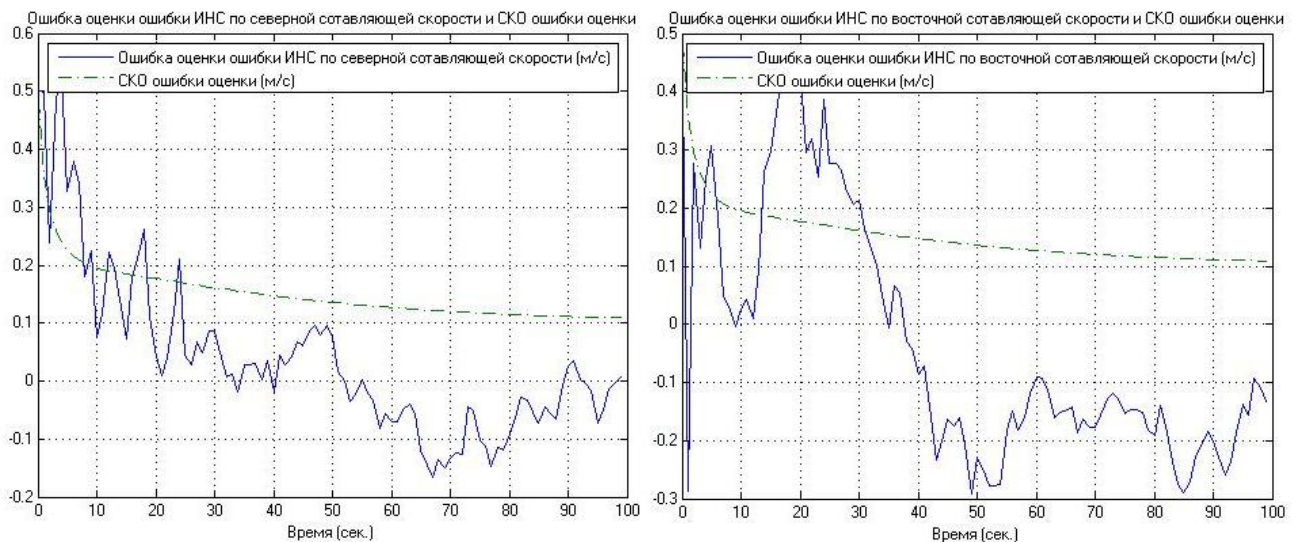 Ошибка оценки ошибки ИНС по северной сотавляющей скорости и СКО ошибки оценки
Ошибка оценки ошибки ИНС по северной сотавляющей скорости (м/с)
СКО ошибки оценки (м/с)
0.6
0.5
0.4
0.3
0.2
0.1
0
-0.1
-0.2
0 10 20 30 40 50 60 70 80 90 100
Время (сек.)
Ошибка оценки ошибки ИНС по восточной сотавляющей скорости и СКО ошибки оценки
Ошибка оценки ошибки ИНС по восточной сотавляющей скорости (м/с)
СКО ошибки оценки (м/с)
0.5
0.4
0.3
0.2
0.1
0
-0.1
-0.2
-0.3
0 10 20 30 40 50 60 70 80 90 100
Время (сек.)